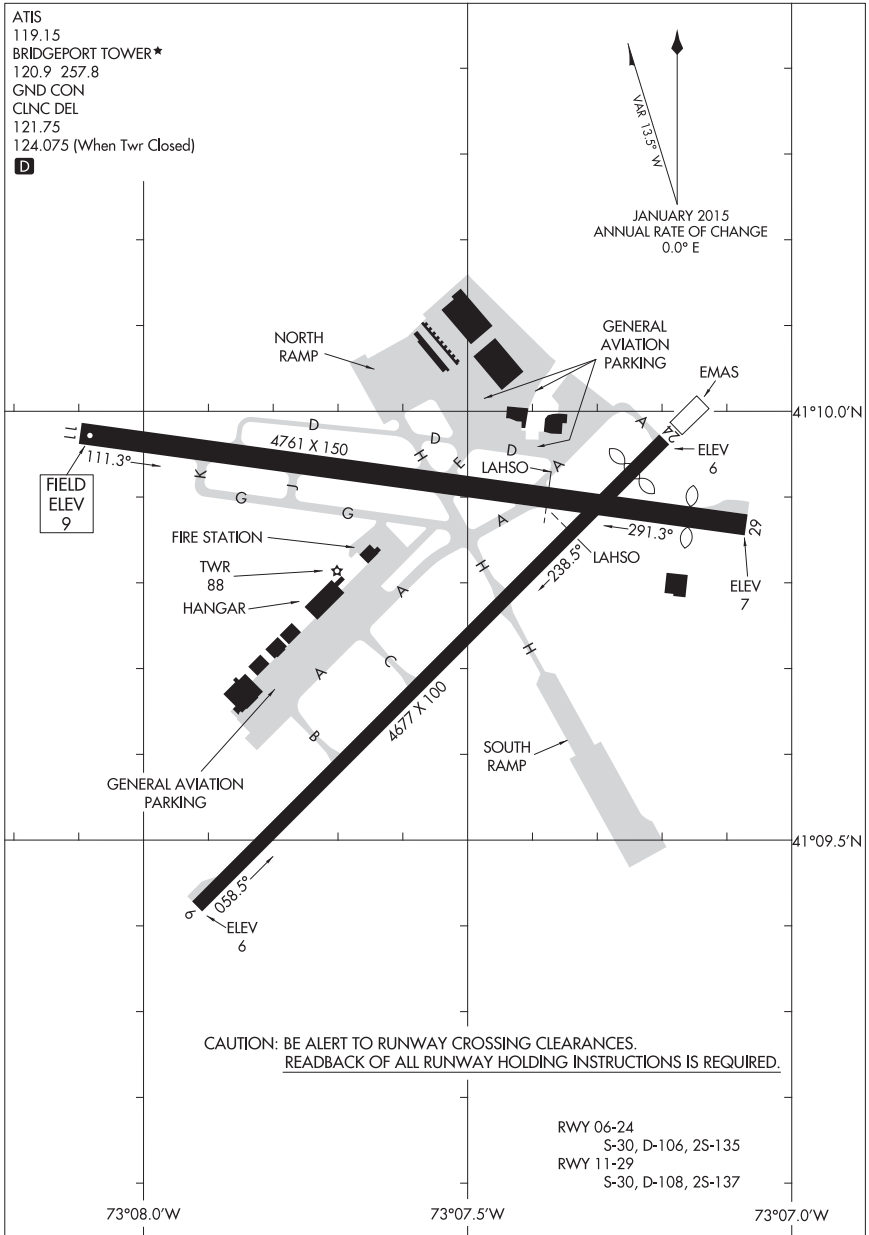 ATIS
119.15
BRIDGEPORT TOWER★
120.9 257.8
GND CON
CLNC DEL
121.75
124.075 (When Twr Closed)
D
VAR 13.5° W
JANUARY 2015
ANNUAL RATE OF CHANGE
0.0° E
NORTH
RAMP
GENERAL
AVIATION
PARKING
EMAS
41°10.0'N
A
24
ELEV
6
11
4761 X 150
111.3°
D
D
D
H
E
LAHSO
A
K
J
G
G
FIELD
ELEV
9
FIRE STATION
TWR
88
HANGAR
A
H
A
238.5°
LAHSO
291.3°
29
ELEV
7
H
C
A
B
4677 X 100
SOUTH
RAMP
GENERAL AVIATION
PARKING
41°09.5'N
058.5°
6
ELEV
6
CAUTION: BE ALERT TO RUNWAY CROSSING CLEARANCES.
READBACK OF ALL RUNWAY HOLDING INSTRUCTIONS IS REQUIRED.
RWY 06-24
S-30, D-106, 2S-135
RWY 11-29
S-30, D-108, 2S-137
73°08.0'W
73°07.5'W
73°07.0'W